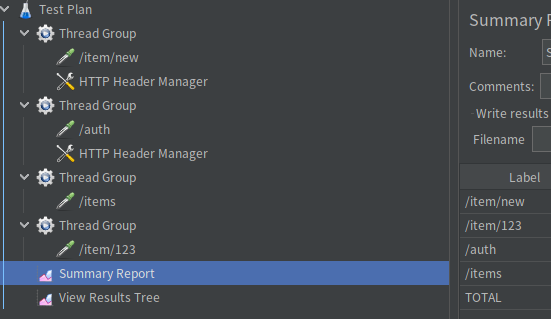 Test Plan
Thread Group
/item/new
HTTP Header Manager
Thread Group
/auth
HTTP Header Manager
Thread Group
/items
Thread Group
/item/123
Summary Report
View Results Tree
Summary
Name:
Comments:
Write results
Filename
Label
/item/new
/item/123
/auth
/items
TOTAL